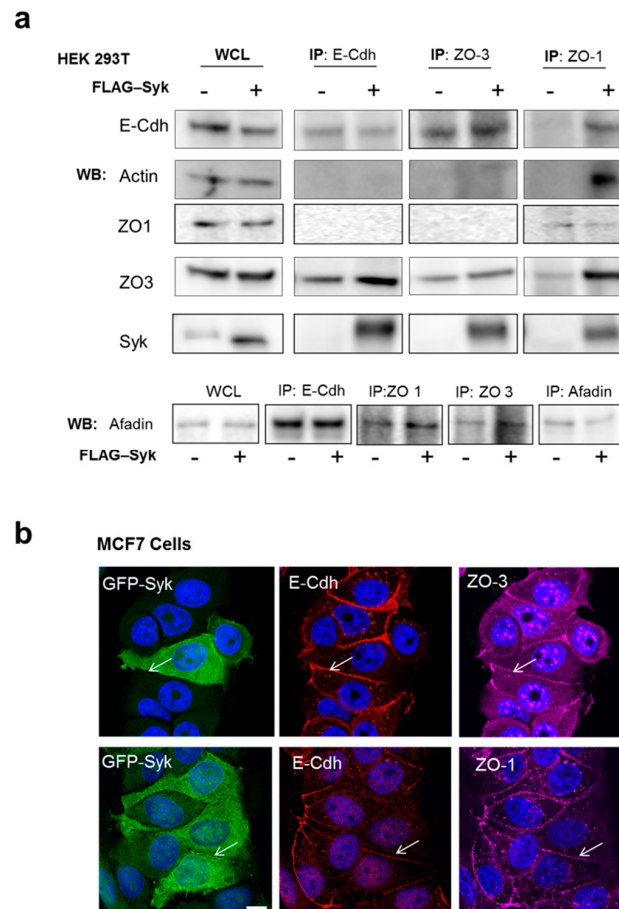 a
HEK 293T
WCL IP: E-Cdh IP: ZO-3 IP: ZO-1
FLAG–Syk - + - + - + - +
E-Cdh
WB: Actin
ZO1
ZO3
Syk
WCL IP: E-Cdh IP:ZO 1 IP: ZO 3 IP: Afadin
WB: Afadin
FLAG–Syk - + - + - + - + - +
b
MCF7 Cells
GFP-Syk E-Cdh ZO-3
GFP-Syk E-Cdh ZO-1